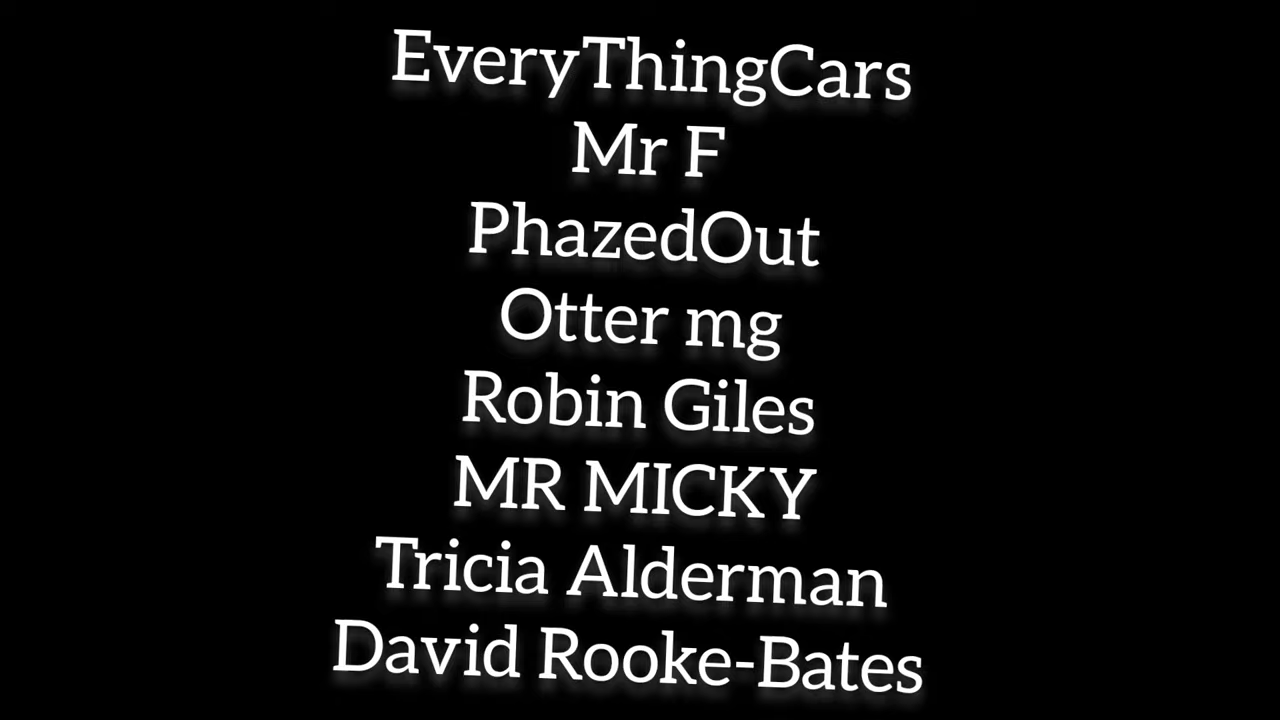 EveryThingCars
Mr F
PhazedOut
Otter mg
Robin Giles
MR MICKY
Tricia Alderman
David Rooke-Bates